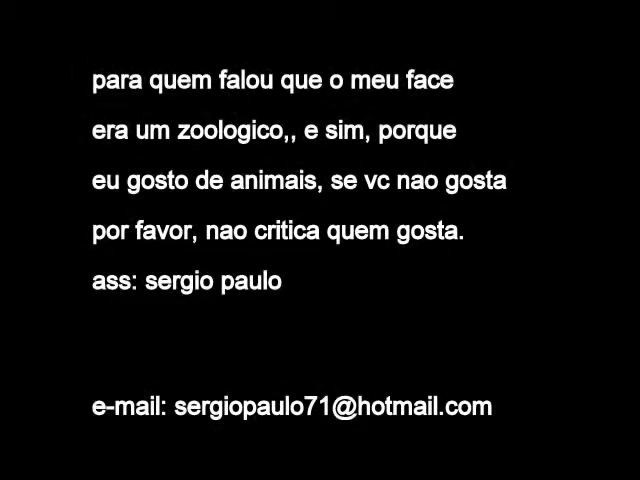 para quem falou que o meu face
era um zoologico,, e sim, porque
eu gosto de animais, se vc nao gosta
por favor, nao critica quem gosta.
ass: sergio paulo
e-mail: sergiopaulo71@hotmail.com